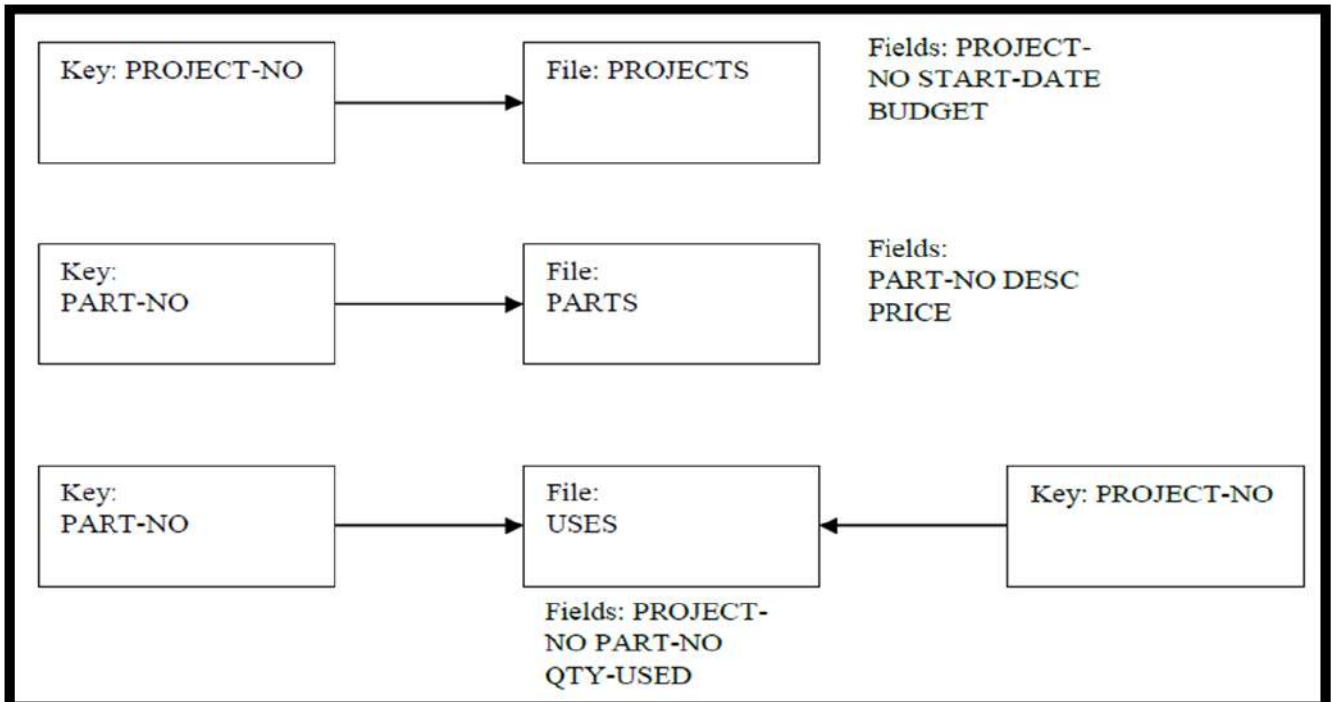 Key: PROJECT-NO
File: PROJECTS
Fields: PROJECT-
NO START-DATE
BUDGET
Key:
PART-NO
File:
PARTS
Fields:
PART-NO DESC
PRICE
Key:
PART-NO
File:
USES
Key: PROJECT-NO
Fields: PROJECT-
NO PART-NO
QTY-USED